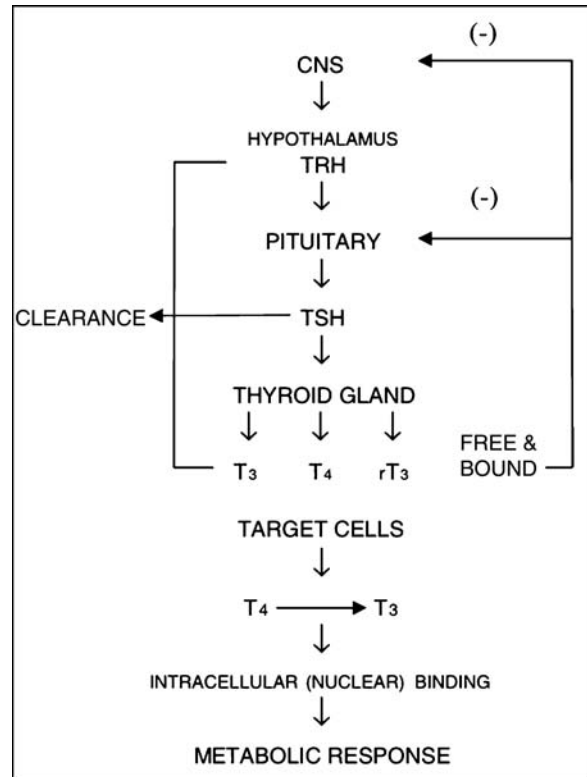 (-)
CNS
HYPOTHALAMUS
TRH
(-)
PITUITARY
CLEARANCE
TSH
THYROID GLAND
T3 T4 rT3
FREE &
BOUND
TARGET CELLS
T4 T3
INTRACELLULAR (NUCLEAR) BINDING
METABOLIC RESPONSE